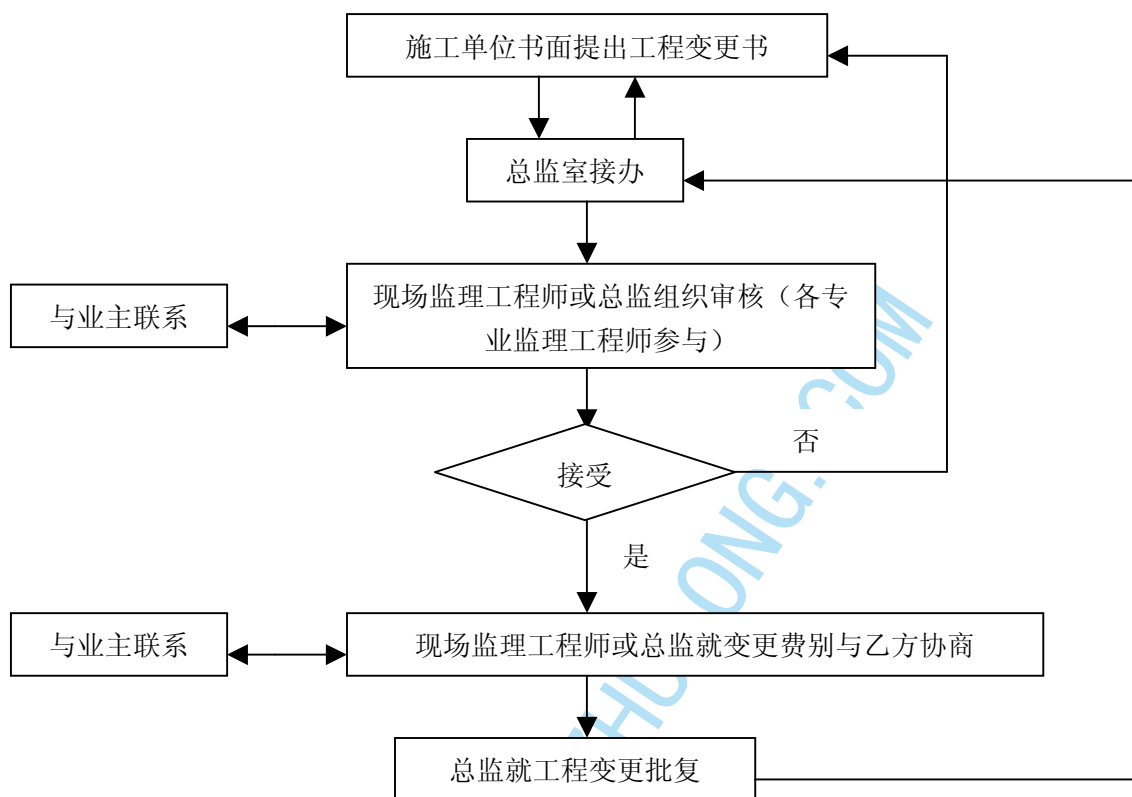 施工单位书面提出工程变更书
总监室接办
与业主联系
现场监理工程师或总监组织审核（各专
业监理工程师参与）
否
接受
是
与业主联系
现场监理工程师或总监就变更费别与乙方协商
总监就工程变更批复